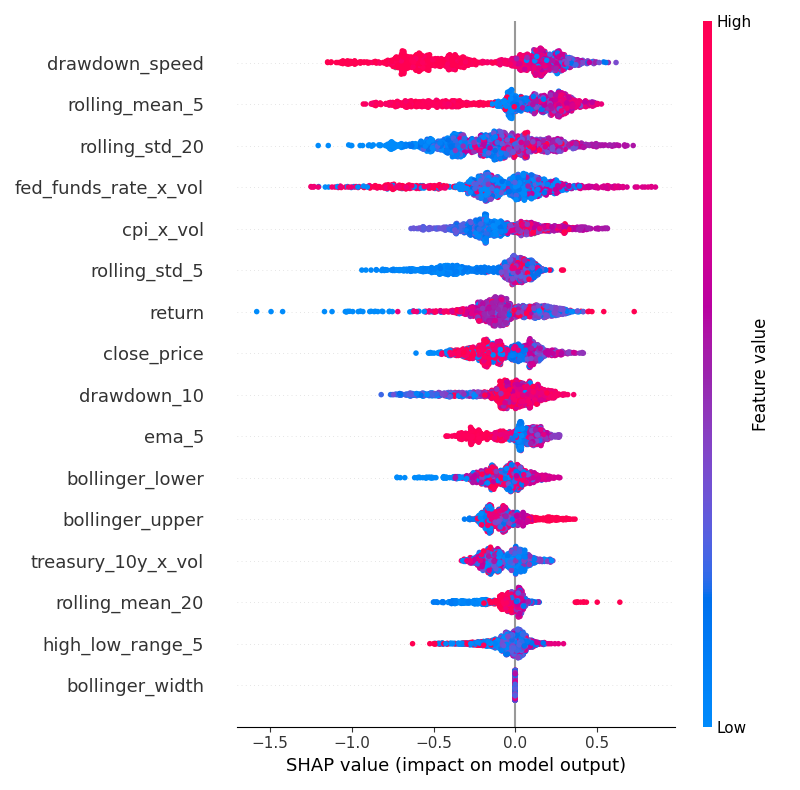 High
drawdown_speed
rolling_mean_5
rolling_std_20
fed_funds_rate_x_vol
cpi_x_vol
rolling_std_5
return
close_price
drawdown_10
ema_5
bollinger_lower
bollinger_upper
treasury_10y_x_vol
rolling_mean_20
high_low_range_5
bollinger_width
Feature value
Low
−1.5 −1.0 −0.5 0.0 0.5
SHAP value (impact on model output)